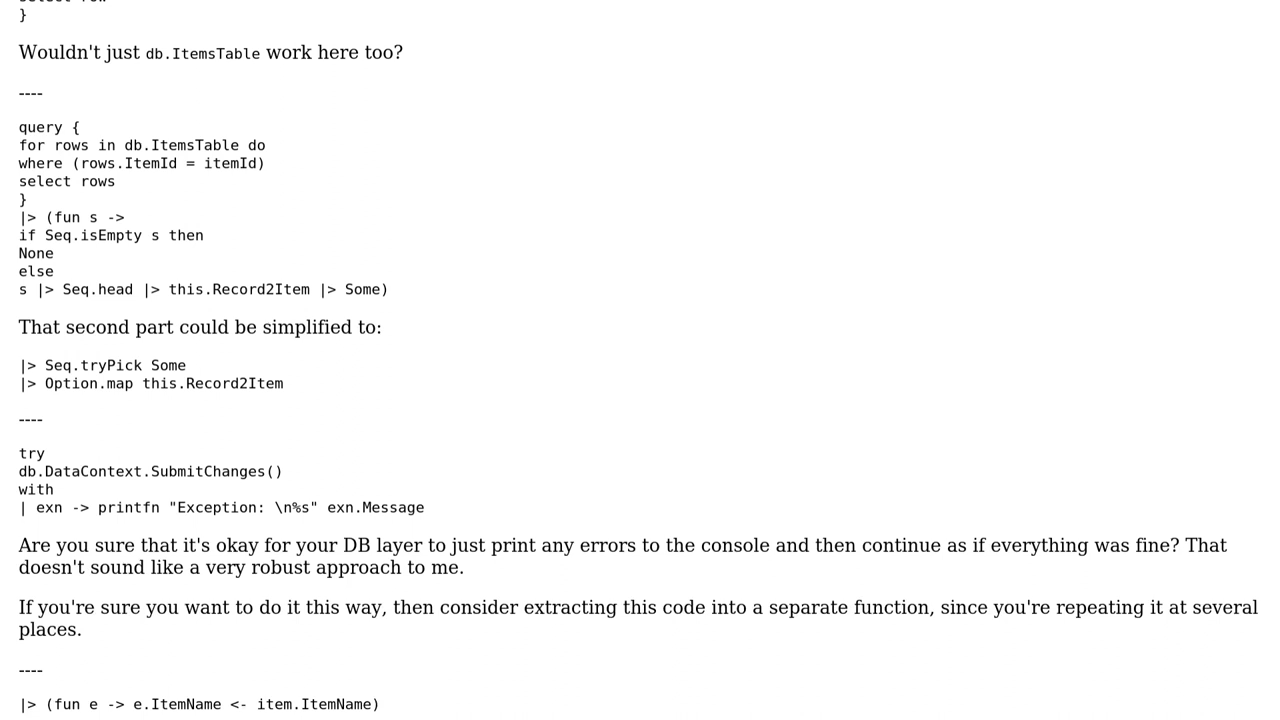 }
Wouldn't just db.ItemsTable work here too?
----
query {
for rows in db.ItemsTable do
where (rows.ItemId = itemId)
select rows
}
|> (fun s ->
if Seq.isEmpty s then
None
else
s |> Seq.head |> this.Record2Item |> Some)
That second part could be simplified to:
|> Seq.tryPick Some
|> Option.map this.Record2Item
----
try
db.DataContext.SubmitChanges()
with
| exn -> printfn "Exception: \n%s" exn.Message
Are you sure that it's okay for your DB layer to just print any errors to the console and then continue as if everything was fine? That
doesn't sound like a very robust approach to me.
If you're sure you want to do it this way, then consider extracting this code into a separate function, since you're repeating it at several
places.
----
|> (fun e -> e.ItemName <- item.ItemName)